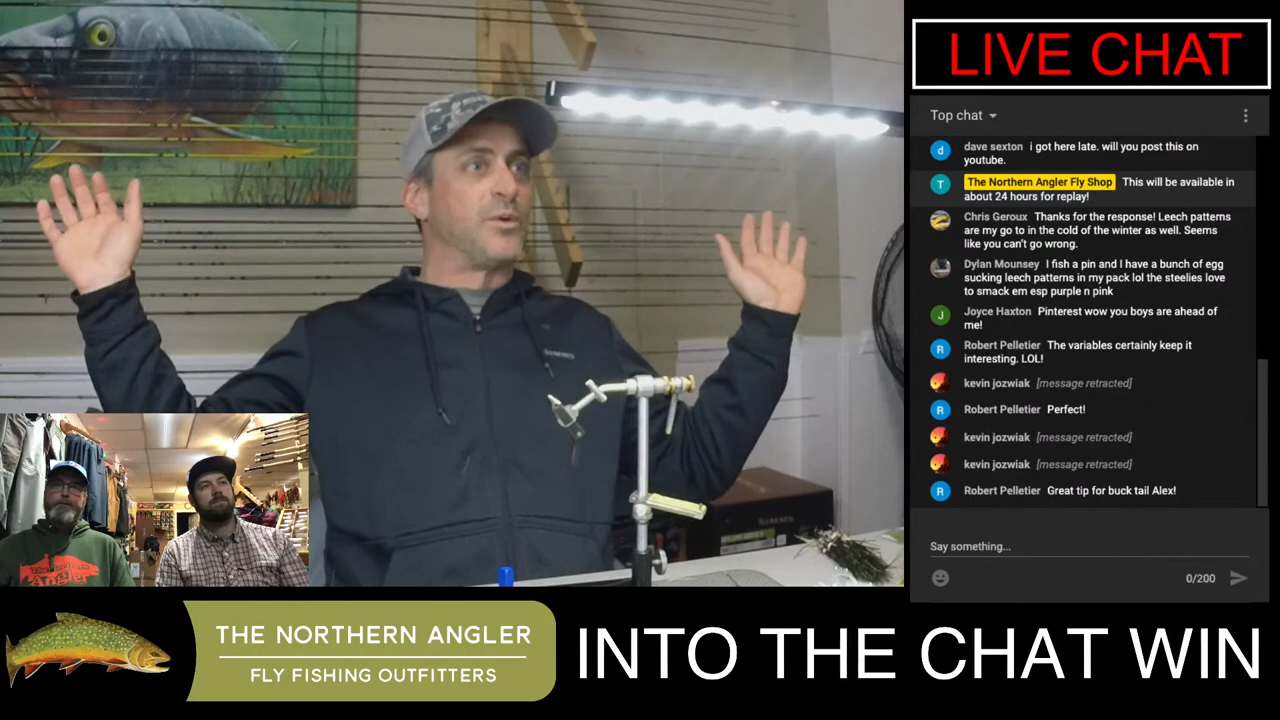 LIVE CHAT
Top chat
dave sexton i got here late. will you post this on
youtube.
The Northern Angler Fly Shop This will be available in
about 24 hours for replay!
Chris Geroux Thanks for the response! Leech patterns
are my go to in the cold of the winter as well. Seems
like you can't go wrong.
Dylan Mounsey I fish a pin and I have a bunch of egg
sucking leech patterns in my pack lol the steelies love
to smack em esp purple n pink
Joyce Haxton Pinterest wow you boys are ahead of
me!
Robert Pelletier The variables certainly keep it
interesting. LOL!
kevin jozwiak [message retracted]
Robert Pelletier Perfect!
kevin jozwiak [message retracted]
kevin jozwiak [message retracted]
Robert Pelletier Great tip for buck tail Alex!
Say something...
0/200
d
T
J
R
R
R
SIMMS
SIMMS
Angler
THE NORTHERN ANGLER
FLY FISHING OUTFITTERS
INTO THE CHAT WIN